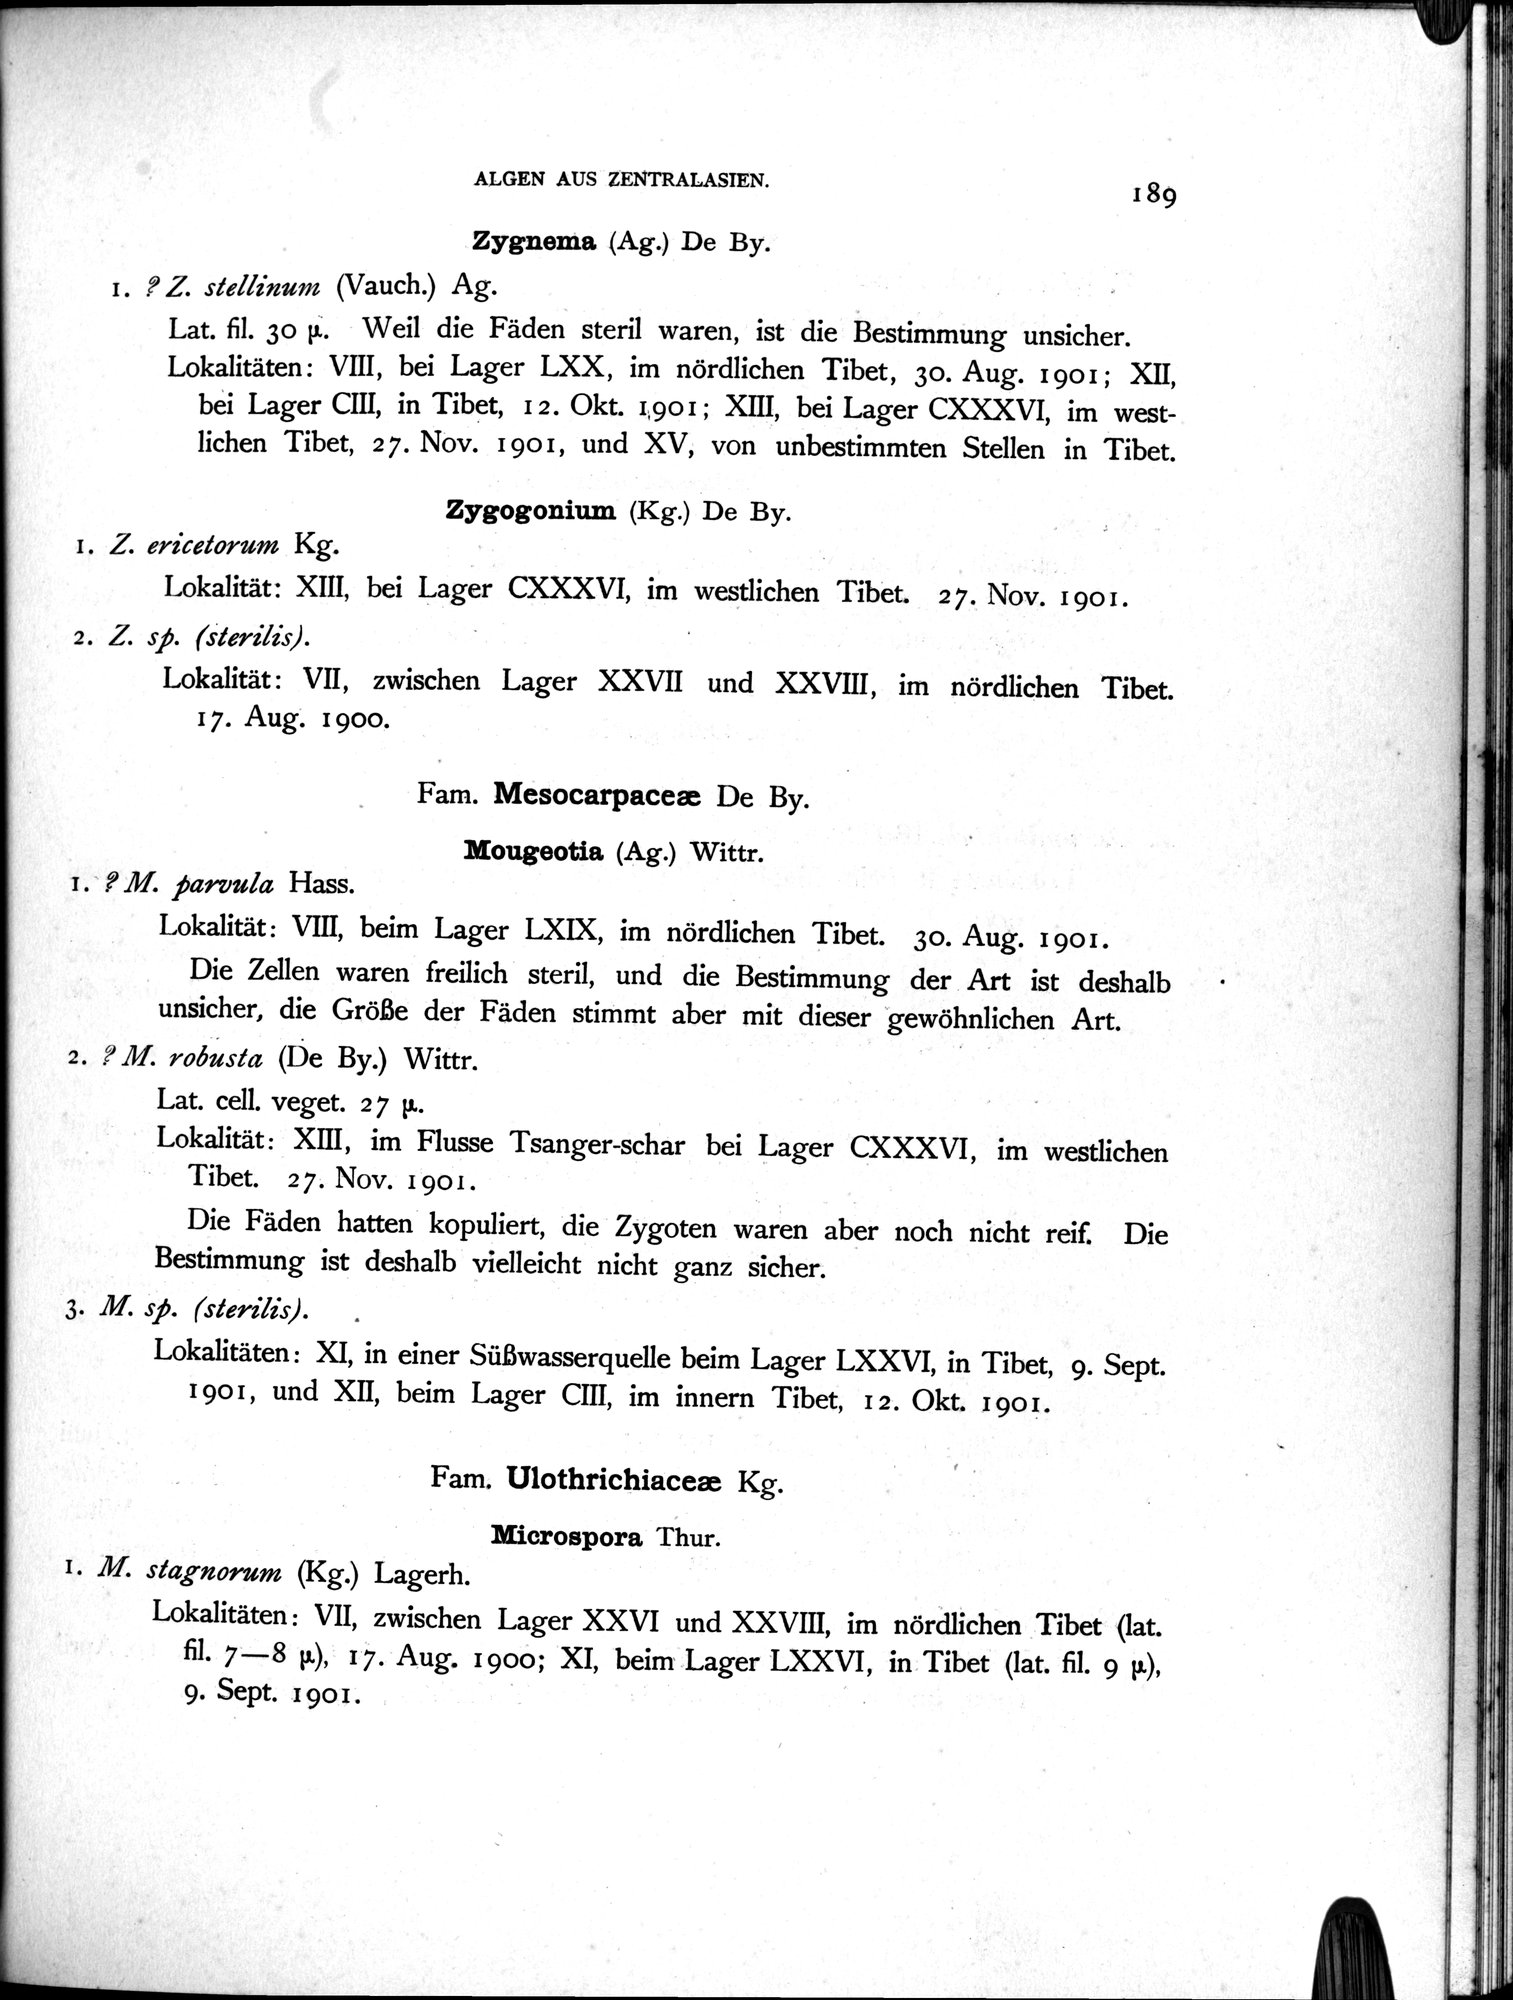 ALGEN AUS ZENTRALASIEN.
189
Zygnema (Ag.) De By.
1. ? Z. stellinum (Vauch.) Ag.
Lat. fil. 30 µ. Weil die Fäden steril waren, ist die Bestimmung unsicher.
Lokalitäten: VIII, bei Lager LXX, im nördlichen Tibet, 30. Aug. 1901; XII,
bei Lager CIII, in Tibet, 12. Okt. 1901; XIII, bei Lager CXXXVI, im west-
lichen Tibet, 27. Nov. 1901, und XV, von unbestimmten Stellen in Tibet.
Zygogonium (Kg.) De By.
1. Z. ericetorum Kg.
Lokalität: XIII, bei Lager CXXXVI, im westlichen Tibet. 27. Nov. 1901.
2. Z. sp. (sterilis).
Lokalität: VII, zwischen Lager XXVII und XXVIII, im nördlichen Tibet.
17. Aug. 1900.
Fam. Mesocarpaceæ De By.
Mougeotia (Ag.) Wittr.
1. ? M. parvula Hass.
Lokalität: VIII, beim Lager LXIX, im nördlichen Tibet. 30. Aug. 1901.
Die Zellen waren freilich steril, und die Bestimmung der Art ist deshalb
unsicher, die Größe der Fäden stimmt aber mit dieser gewöhnlichen Art.
2. ? M. robusta (De By.) Wittr.
Lat. cell. veget. 27 µ.
Lokalität: XIII, im Flusse Tsanger-schar bei Lager CXXXVI, im westlichen
Tibet. 27. Nov. 1901.
Die Fäden hatten kopuliert, die Zygoten waren aber noch nicht reif. Die
Bestimmung ist deshalb vielleicht nicht ganz sicher.
3. M. sp. (sterilis).
Lokalitäten: XI, in einer Süßwasserquelle beim Lager LXXVI, in Tibet, 9. Sept.
1901, und XII, beim Lager CIII, im innern Tibet, 12. Okt. 1901.
Fam. Ulothrichiaceæ Kg.
Microspora Thur.
1. M. stagnorum (Kg.) Lagerh.
Lokalitäten: VII, zwischen Lager XXVI und XXVIII, im nördlichen Tibet (lat.
fil. 7—8 µ), 17. Aug. 1900; XI, beim Lager LXXVI, in Tibet (lat. fil. 9 µ),
9. Sept. 1901.